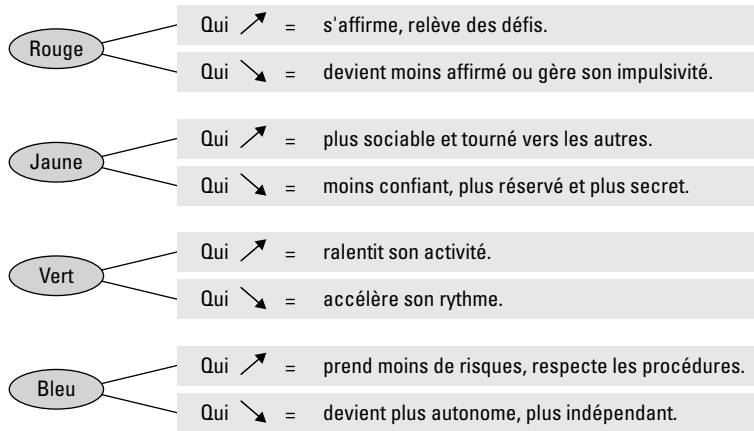 Qui ↗ = s'affirme, relève des défis.
Rouge
Qui ↘ = devient moins affirmé ou gère son impulsivité.
Qui ↗ = plus sociable et tourné vers les autres.
Jaune
Qui ↘ = moins confiant, plus réservé et plus secret.
Qui ↗ = ralentit son activité.
Vert
Qui ↘ = accélère son rythme.
Qui ↗ = prend moins de risques, respecte les procédures.
Bleu
Qui ↘ = devient plus autonome, plus indépendant.